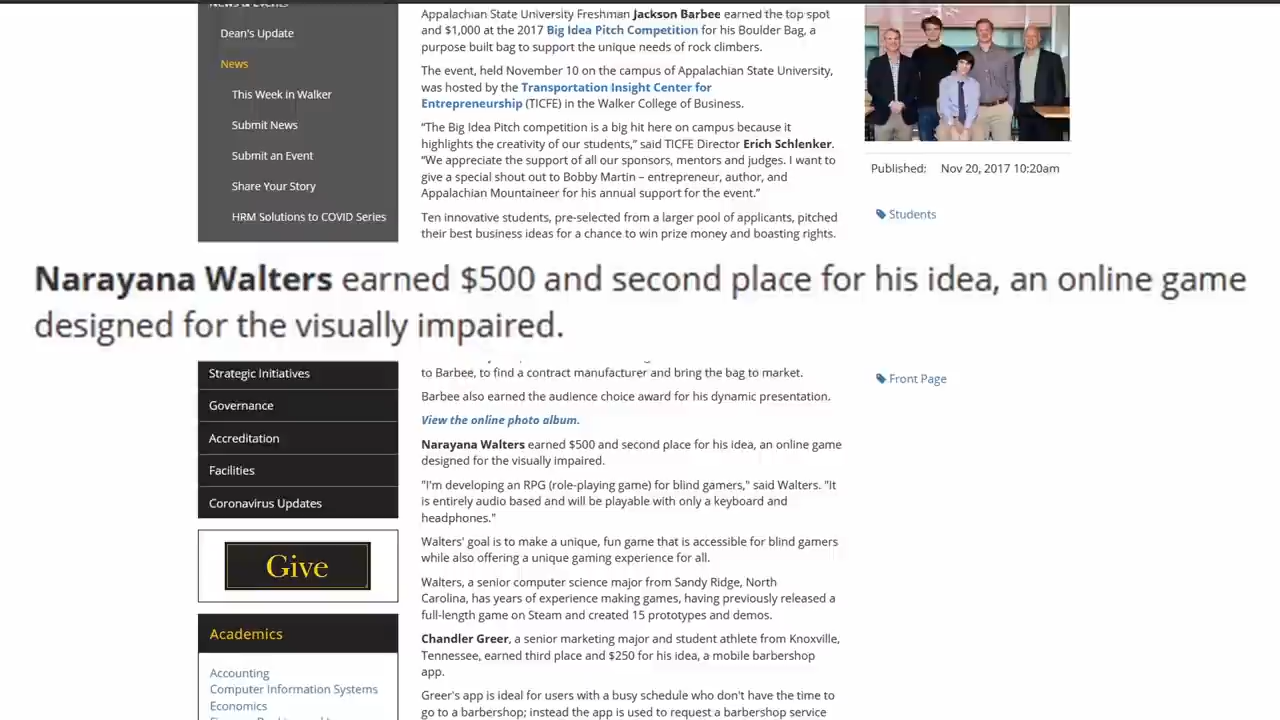 News & Events
Dean's Update
News
This Week in Walker
Submit News
Submit an Event
Share Your Story
HRM Solutions to COVID Series
Appalachian State University Freshman Jackson Barbee earned the top spot
and $1,000 at the 2017 Big Idea Pitch Competition for his Boulder Bag, a
purpose built bag to support the unique needs of rock climbers.
The event, held November 10 on the campus of Appalachian State University,
was hosted by the Transportation Insight Center for
Entrepreneurship (TICFE) in the Walker College of Business.
“The Big Idea Pitch competition is a big hit here on campus because it
highlights the creativity of our students,” said TICFE Director Erich Schlenker.
“We appreciate the support of all our sponsors, mentors and judges. I want to
give a special shout out to Bobby Martin – entrepreneur, author, and
Appalachian Mountaineer for his annual support for the event.”
Ten innovative students, pre-selected from a larger pool of applicants, pitched
their best business ideas for a chance to win prize money and boasting rights.
Published: Nov 20, 2017 10:20am
Students
Narayana Walters earned $500 and second place for his idea, an online game
designed for the visually impaired.
Strategic Initiatives
Governance
Accreditation
Facilities
Coronavirus Updates
Give
Academics
Accounting
Computer Information Systems
Economics
to Barbee, to find a contract manufacturer and bring the bag to market.
Barbee also earned the audience choice award for his dynamic presentation.
View the online photo album.
Narayana Walters earned $500 and second place for his idea, an online game
designed for the visually impaired.
"I'm developing an RPG (role-playing game) for blind gamers," said Walters. "It
is entirely audio based and will be playable with only a keyboard and
headphones."
Walters' goal is to make a unique, fun game that is accessible for blind gamers
while also offering a unique gaming experience for all.
Walters, a senior computer science major from Sandy Ridge, North
Carolina, has years of experience making games, having previously released a
full-length game on Steam and created 15 prototypes and demos.
Chandler Greer, a senior marketing major and student athlete from Knoxville,
Tennessee, earned third place and $250 for his idea, a mobile barbershop
app.
Greer's app is ideal for users with a busy schedule who don't have the time to
go to a barbershop; instead the app is used to request a barbershop service
Front Page